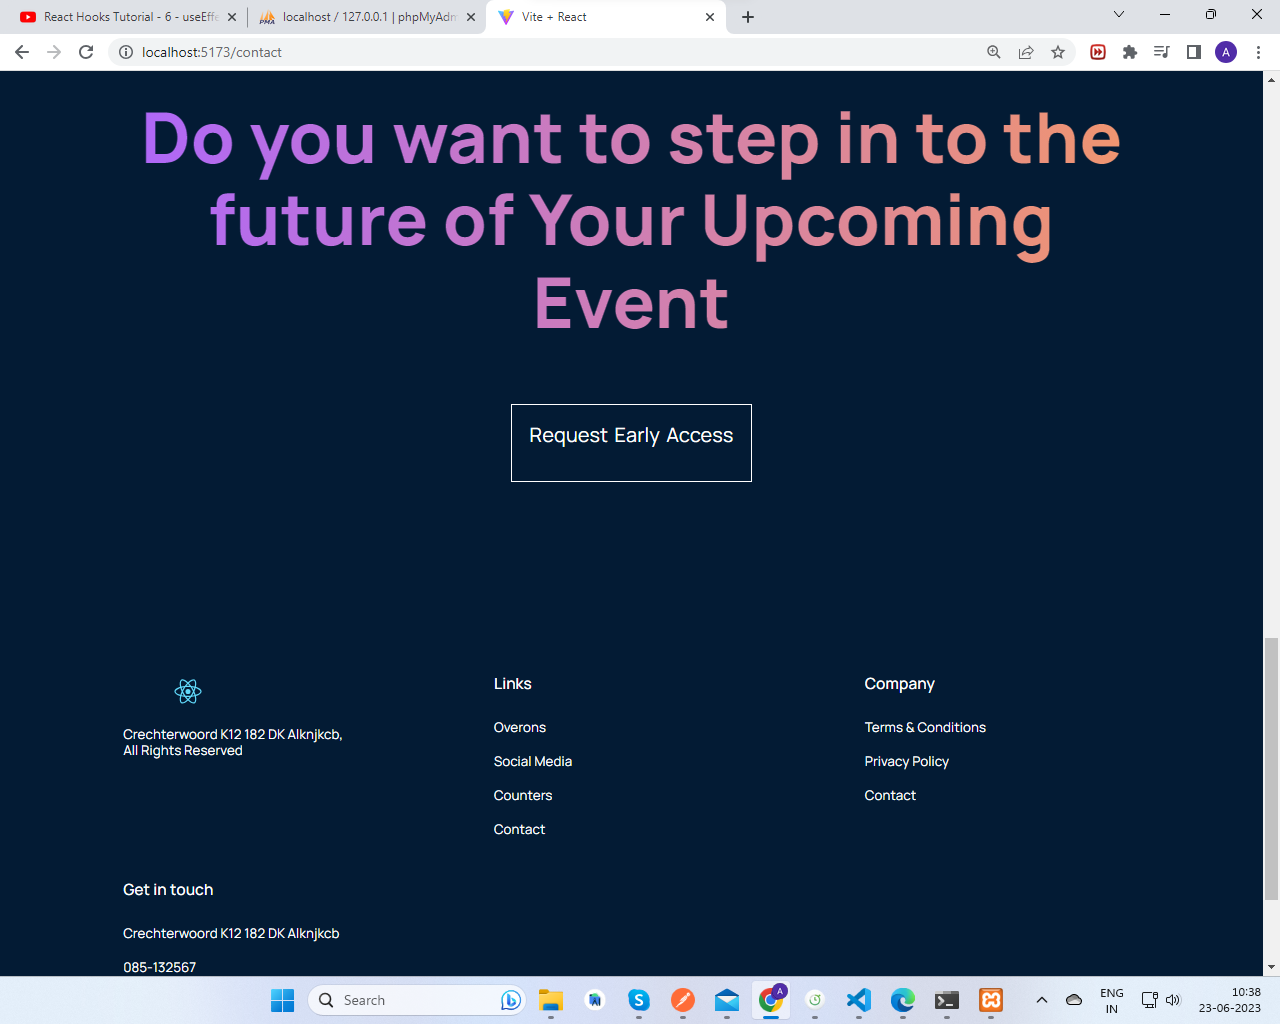 React Hooks Tutorial - 6 - useEffe
localhost / 127.0.0.1 | phpMyAdm
Vite + React
localhost:5173/contact
A
Do you want to step in to the
future of Your Upcoming
Event
Request Early Access
Links
Company
Crechterwoord K12 182 DK Alknjkcb,
All Rights Reserved
Overons
Terms & Conditions
Social Media
Privacy Policy
Counters
Contact
Contact
Get in touch
Crechterwoord K12 182 DK Alknjkcb
085-132567
Search
A
ENG
IN
10:38
23-06-2023